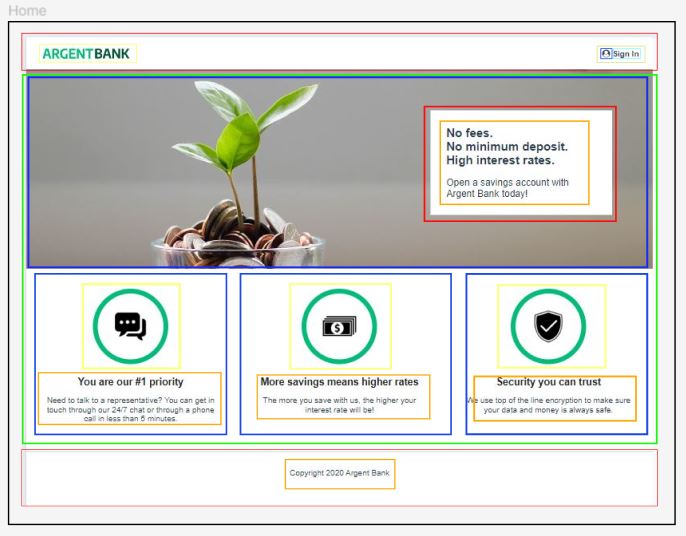 Home
ARGENTBANK
Sign In
No fees.
No minimum deposit.
High interest rates.
Open a savings account with
Argent Bank today!
$
You are our #1 priority
Need to talk to a representative? You can get in
touch through our 24/7 chat or through a phone
call in less than 5 minutes.
More savings means higher rates
The more you save with us, the higher your
interest rate will be!
Security you can trust
We use top of the line encryption to make sure
your data and money is always safe.
Copyright 2020 Argent Bank